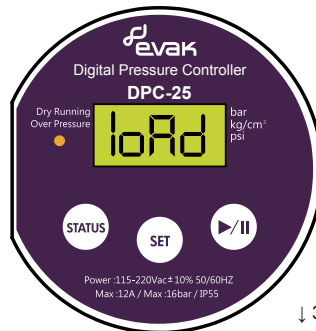 evak
Digital Pressure Controller
DPC-25
Dry Running
Over Pressure
loAd
bar
kg/cm²
psi
STATUS
SET
▶/II
Power :115-220Vac±10% 50/60HZ
Max :12A / Max :16bar / IP55
↓3